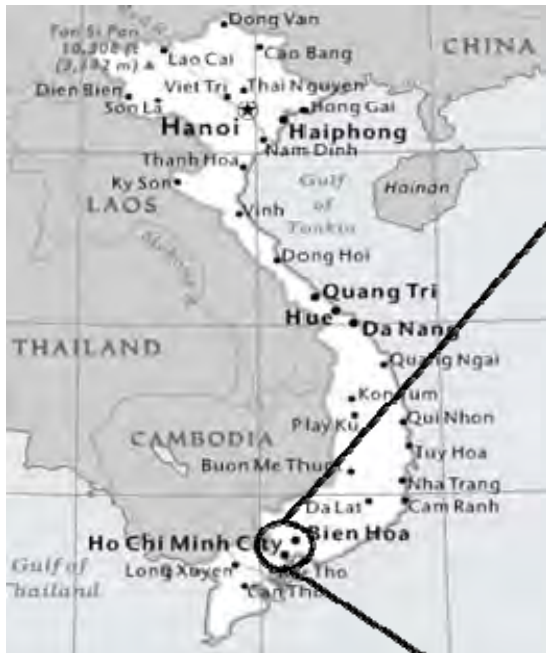 Dong Van
Fan Si Pan
10,308 ft
(3,142 m)
Lao Cai
Cao Bang
CHINA
Dien Bien
Viet Tri
Thai Nguyen
Son La
Hong Gai
Hanoi
Haiphong
Nam Dinh
Thanh Hoa
Ky Son
Gulf
of
Tonkin
Hainan
LAOS
Vinh
Mekong R.
Dong Hoi
Quang Tri
Hue
Da Nang
THAILAND
Quang Ngai
Kon Tum
Play Ku
Qui Nhon
CAMBODIA
Tuy Hoa
Buon Me Thuot
Nha Trang
Da Lat
Cam Ranh
Ho Chi Minh City
Bien Hoa
Gulf of
Thailand
Long Xuyen
Tho
Can Tho